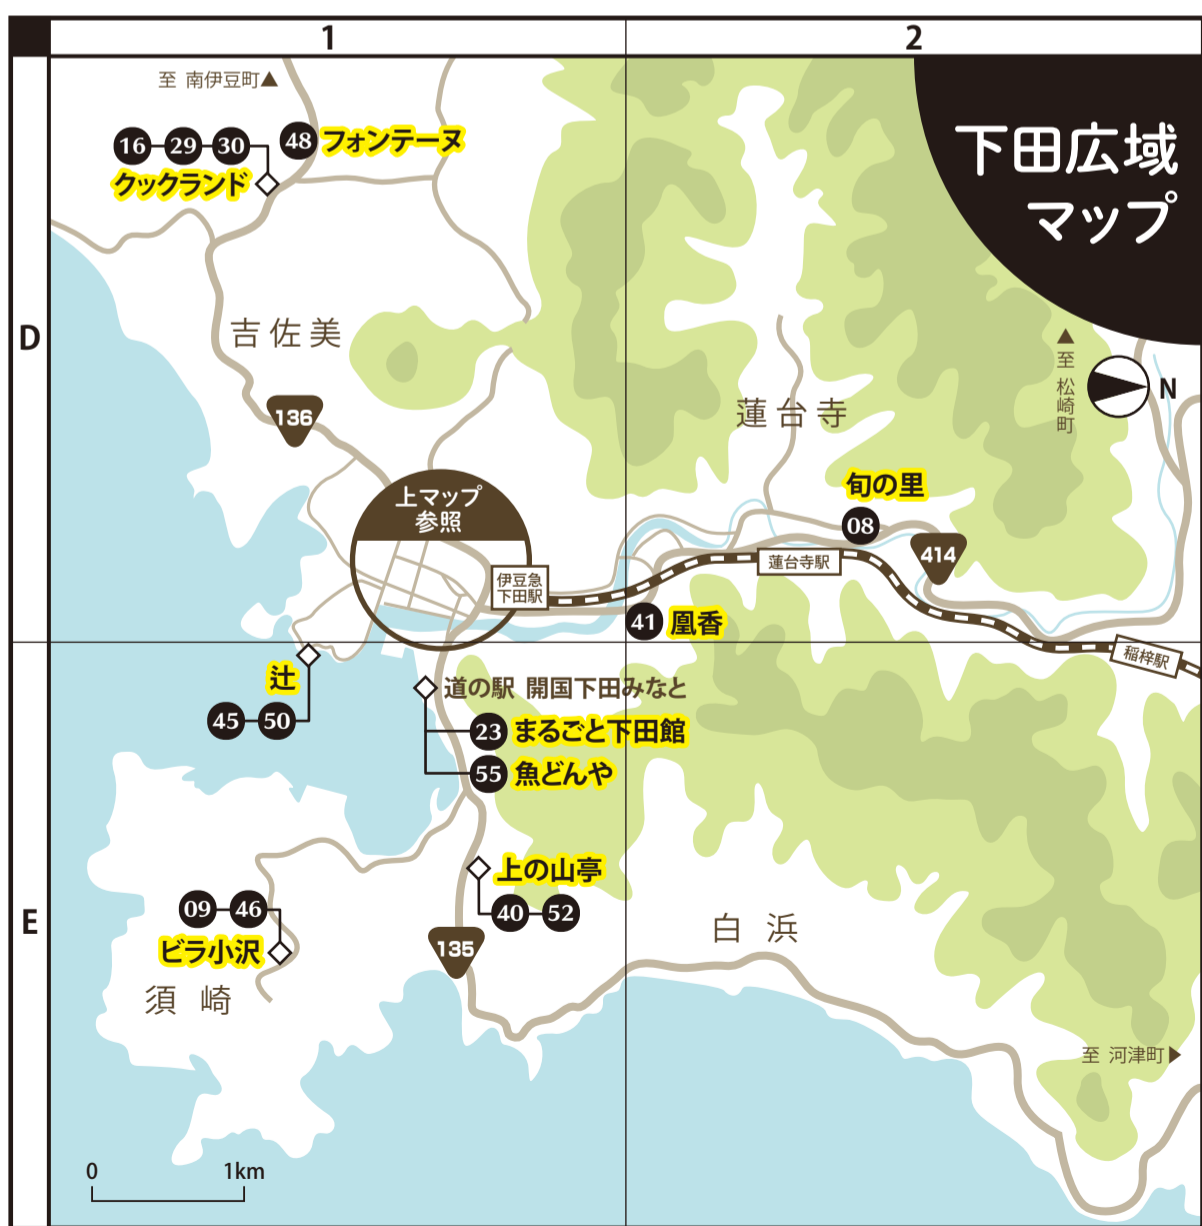 1
2
下田広域
マップ
至 南伊豆町▲
16 29 30
クックランド
48 フォンテーヌ
D
吉佐美
136
▲至 松崎町
N
蓮台寺
旬の里
08
414
上マップ
参照
伊豆急
下田駅
蓮台寺駅
41 凰香
稲梓駅
辻
45 50
道の駅 開国下田みなと
23 まるごと下田館
55 魚どんや
E
上の山亭
40 52
09 46
ビラ小沢
須崎
135
白浜
至 河津町▶
0 1km